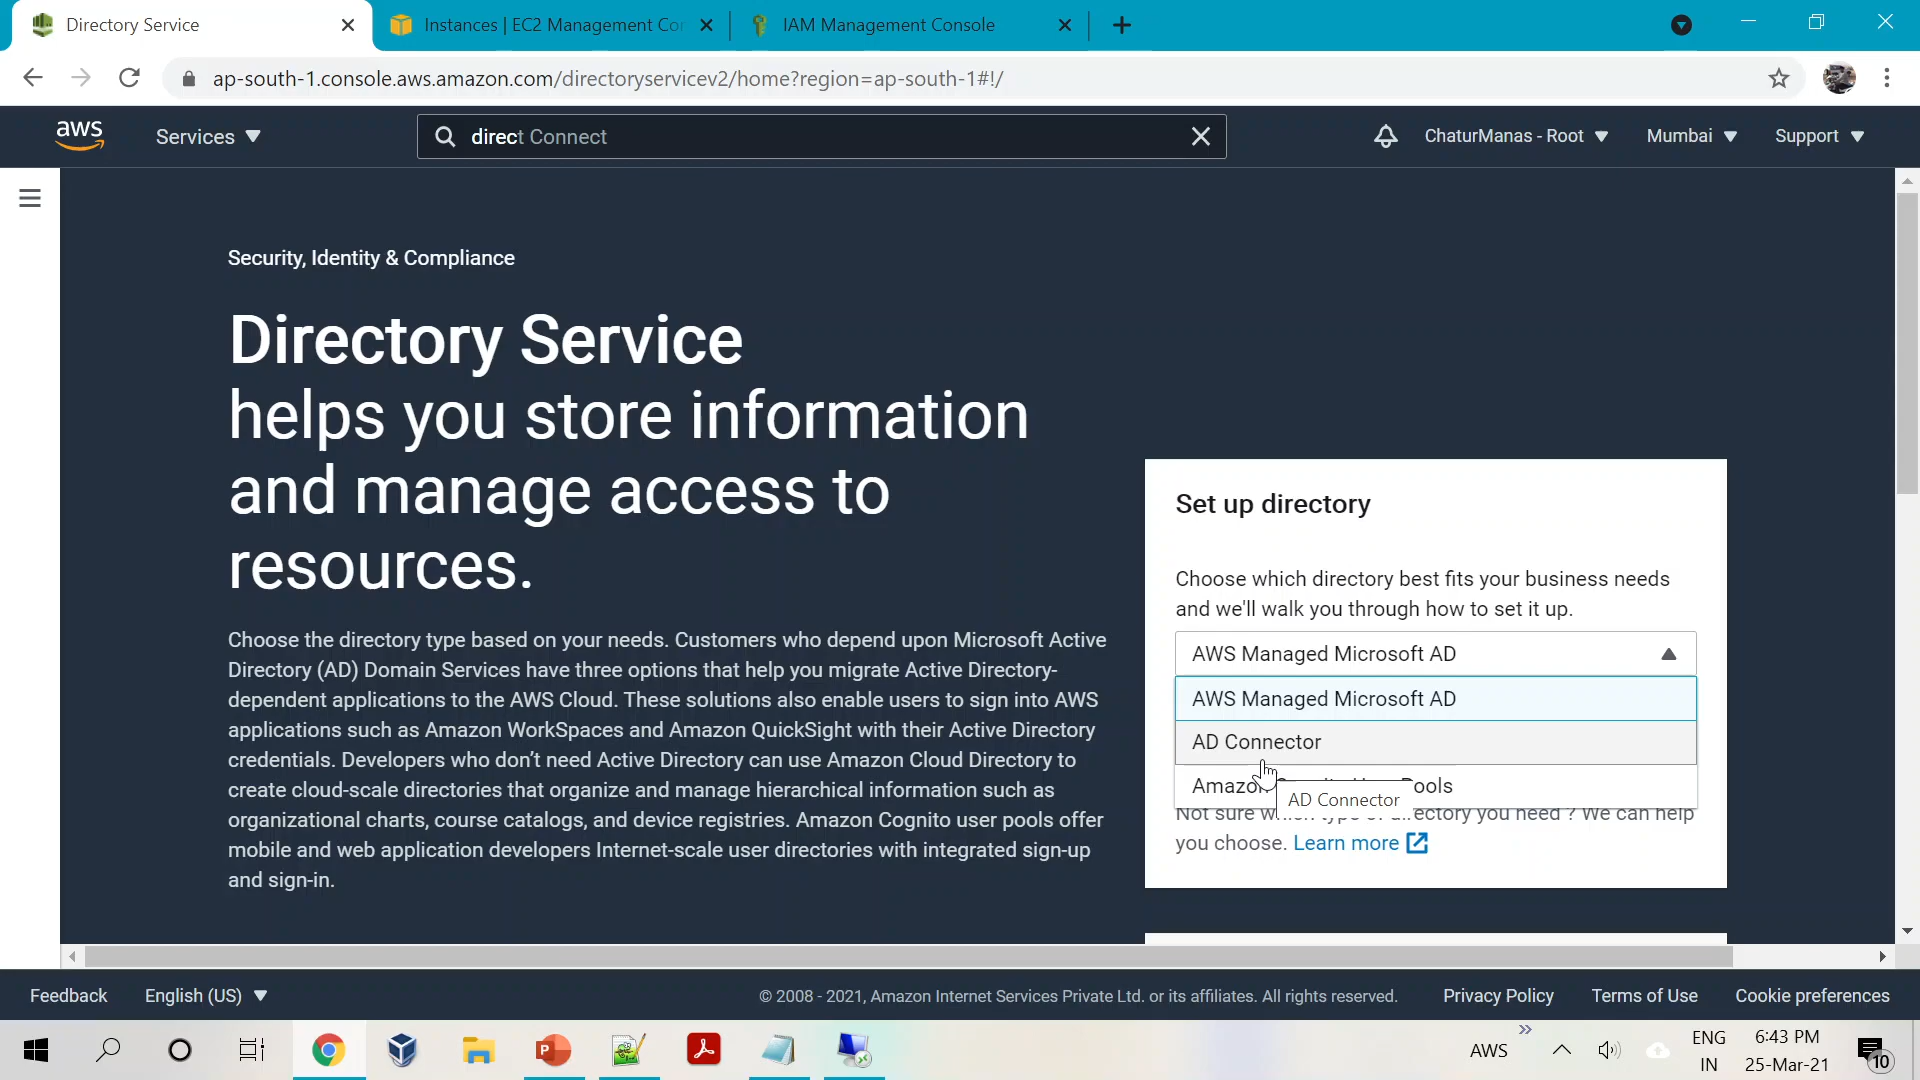 Directory Service
Instances | EC2 Management Co
IAM Management Console
ap-south-1.console.aws.amazon.com/directoryservicev2/home?region=ap-south-1#!/
aws
Services
direct Connect
ChaturManas - Root
Mumbai
Support
Security, Identity & Compliance
Directory Service
helps you store information
and manage access to
resources.
Choose the directory type based on your needs. Customers who depend upon Microsoft Active
Directory (AD) Domain Services have three options that help you migrate Active Directory-
dependent applications to the AWS Cloud. These solutions also enable users to sign into AWS
applications such as Amazon WorkSpaces and Amazon QuickSight with their Active Directory
credentials. Developers who don’t need Active Directory can use Amazon Cloud Directory to
create cloud-scale directories that organize and manage hierarchical information such as
organizational charts, course catalogs, and device registries. Amazon Cognito user pools offer
mobile and web application developers Internet-scale user directories with integrated sign-up
and sign-in.
Set up directory
Choose which directory best fits your business needs
and we'll walk you through how to set it up.
AWS Managed Microsoft AD
AWS Managed Microsoft AD
AD Connector
Amazon Pools
AD Connector
Not sure which type of directory you need ? We can help
you choose. Learn more
Feedback
English (US)
© 2008 - 2021, Amazon Internet Services Private Ltd. or its affiliates. All rights reserved.
Privacy Policy
Terms of Use
Cookie preferences
AWS
ENG
IN
6:43 PM
25-Mar-21
10